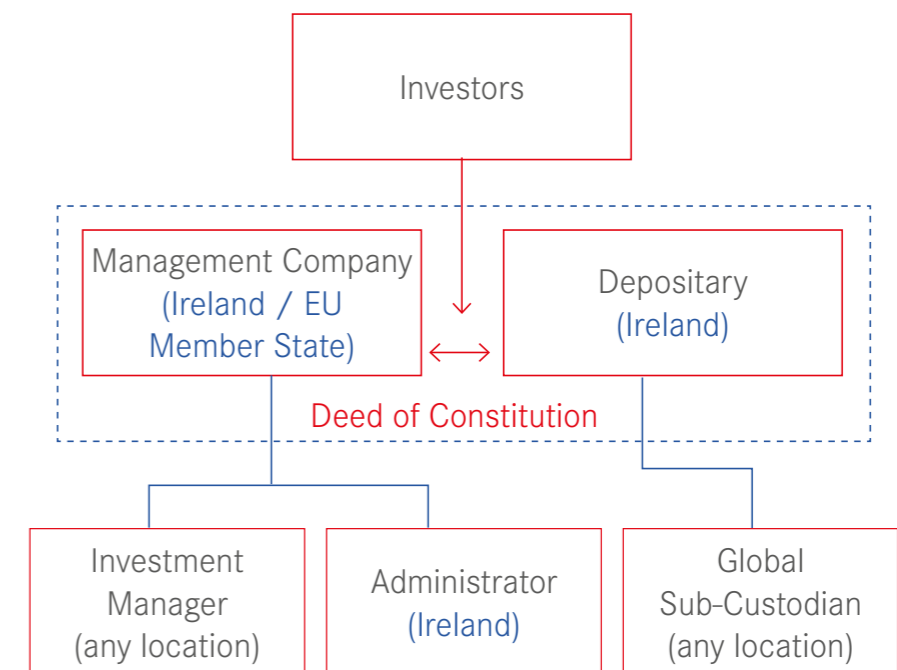 Investors
Management Company
(Ireland / EU
Member State)
Depositary
(Ireland)
Deed of Constitution
Investment
Manager
(any location)
Administrator
(Ireland)
Global
Sub-Custodian
(any location)